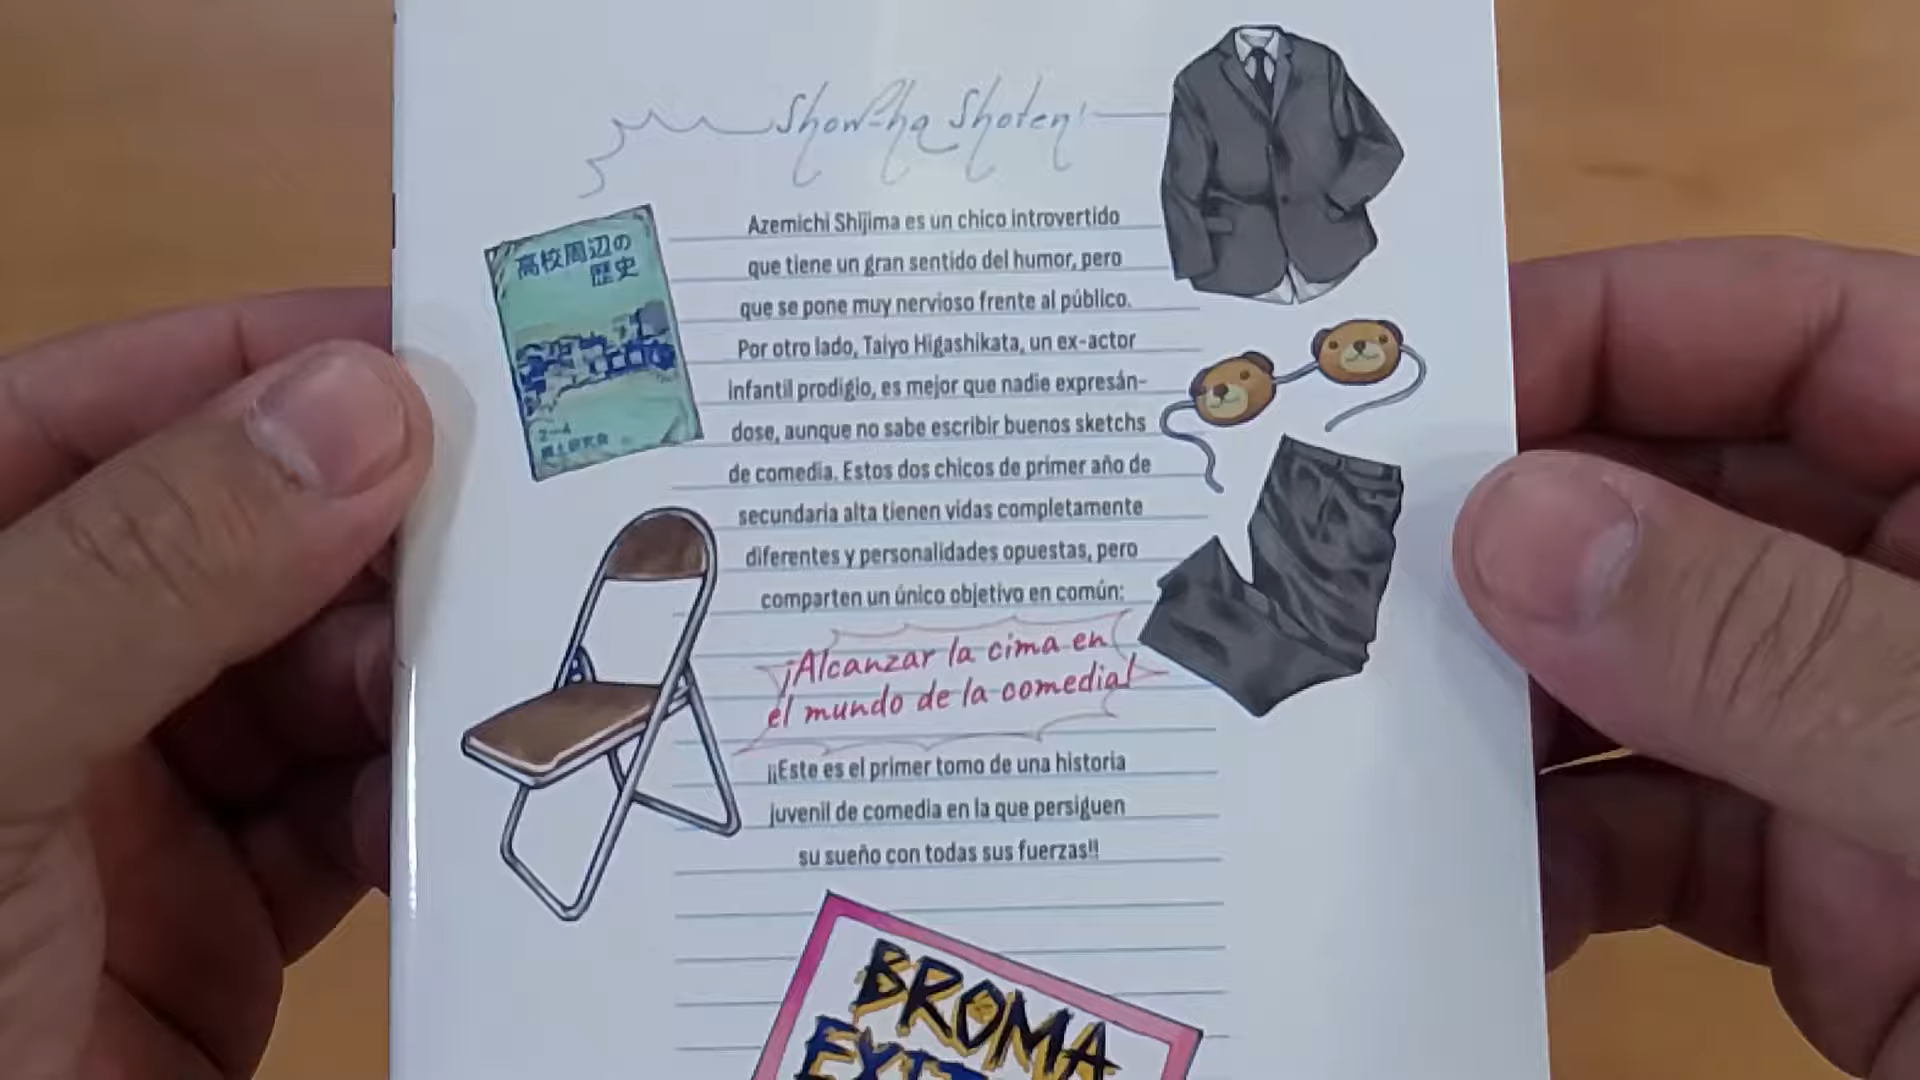 Show-ha Shoten!
高校周辺の
歴史
Azemichi Shijima es un chico introvertido
que tiene un gran sentido del humor, pero
que se pone muy nervioso frente al público.
Por otro lado, Taiyo Higashikata, un ex-actor
infantil prodigio, es mejor que nadie expresán-
dose, aunque no sabe escribir buenos sketchs
de comedia. Estos dos chicos de primer año de
secundaria alta tienen vidas completamente
diferentes y personalidades opuestas, pero
comparten un único objetivo en común:
¡Alcanzar la cima en
el mundo de la comedia!
¡¡Este es el primer tomo de una historia
juvenil de comedia en la que persiguen
su sueño con todas sus fuerzas!!
BROMA